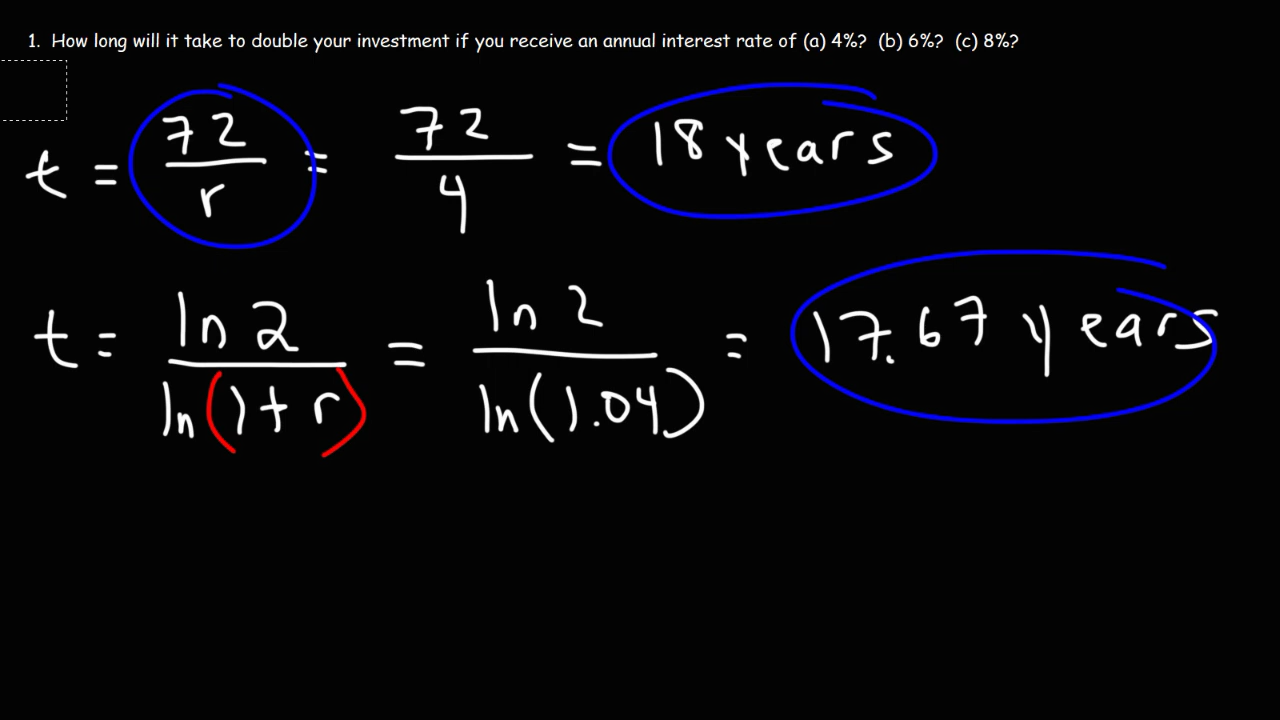 1. How long will it take to double your investment if you receive an annual interest rate of (a) 4%? (b) 6%? (c) 8%?
t = 72/r = 72/4 = 18 years
t = ln 2/ln(1+r) = ln 2/ln(1.04) = 17.67 years